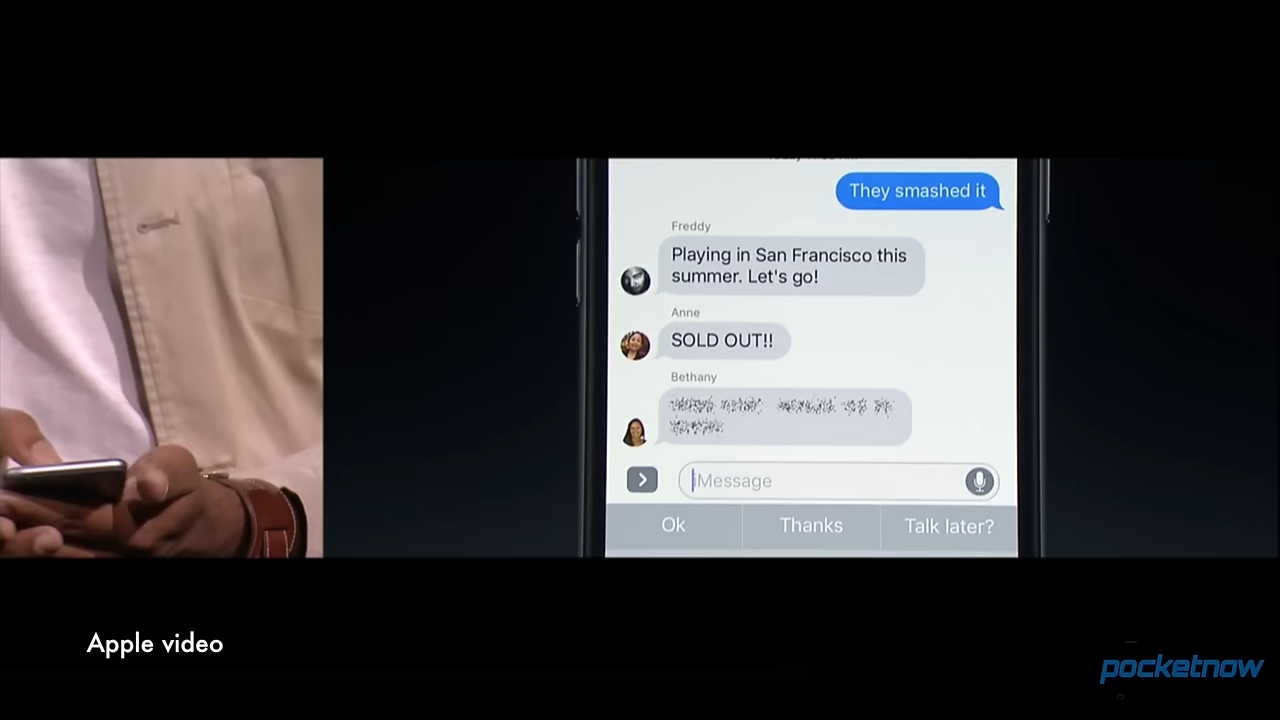 They smashed it
Freddy
Playing in San Francisco this
summer. Let's go!
Anne
SOLD OUT!!
Bethany
iMessage
Ok
Thanks
Talk later?
Apple video
pocketnow